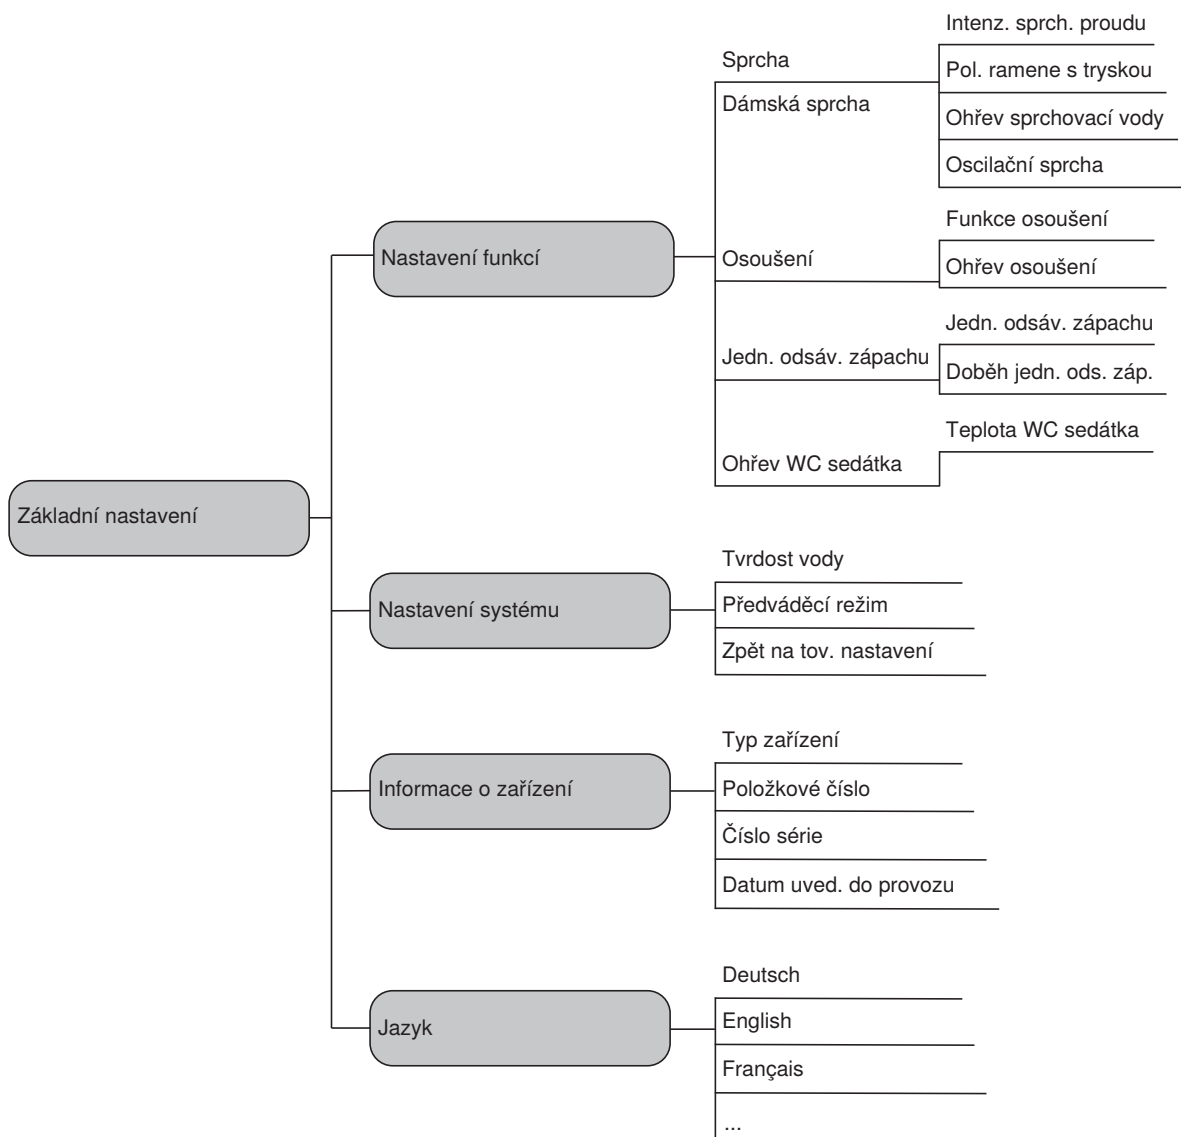 Základní nastavení
Nastavení funkcí
Sprcha
Dámská sprcha
Intenz. sprch. proudu
Pol. ramene s tryskou
Ohřev sprchovací vody
Oscilační sprcha
Osoušení
Funkce osoušení
Ohřev osoušení
Jedn. odsáv. zápachu
Jedn. odsáv. zápachu
Doběh jedn. ods. záp.
Ohřev WC sedátka
Teplota WC sedátka
Nastavení systému
Tvrdost vody
Předváděcí režim
Zpět na tov. nastavení
Informace o zařízení
Typ zařízení
Položkové číslo
Číslo série
Datum uved. do provozu
Jazyk
Deutsch
English
Français
...